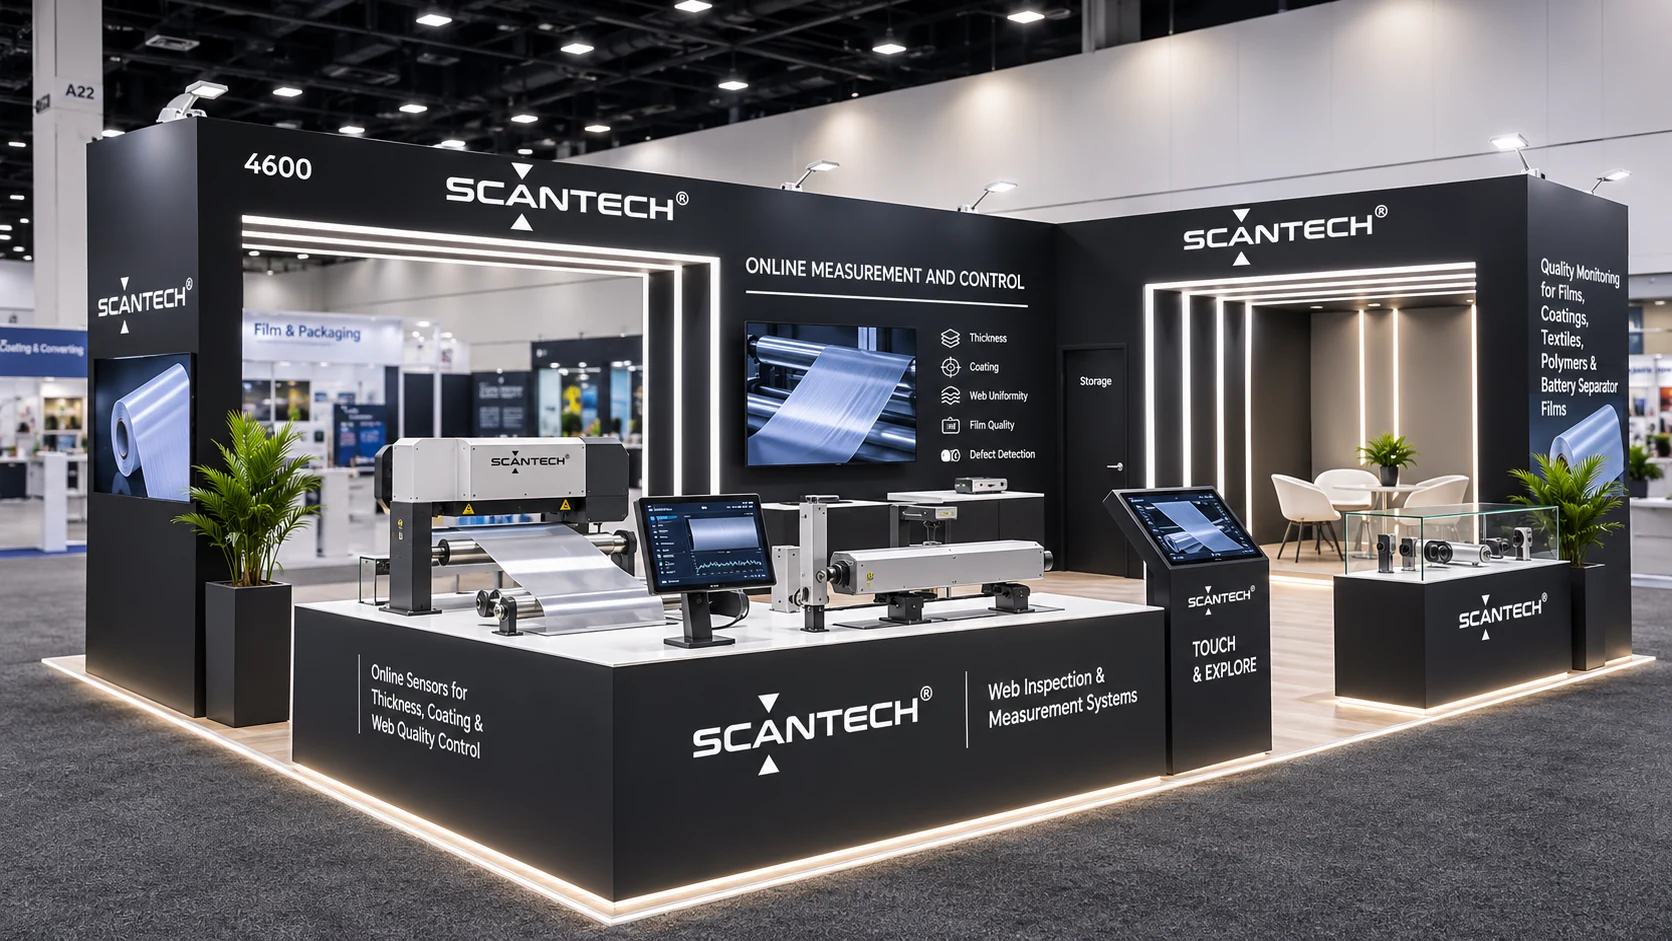 A22
4600
SCANTECH®
SCANTECH®
SCANTECH®
ONLINE MEASUREMENT AND CONTROL
Thickness
Coating
Web Uniformity
Film Quality
Defect Detection
Storage
Quality Monitoring
for Films,
Coatings,
Textiles,
Polymers &
Battery Separator
Films
Coating & Converting
Film & Packaging
SCANTECH®
SCANTECH®
TOUCH
& EXPLORE
SCANTECH®
Online Sensors for
Thickness, Coating &
Web Quality Control
SCANTECH®
Web Inspection &
Measurement Systems